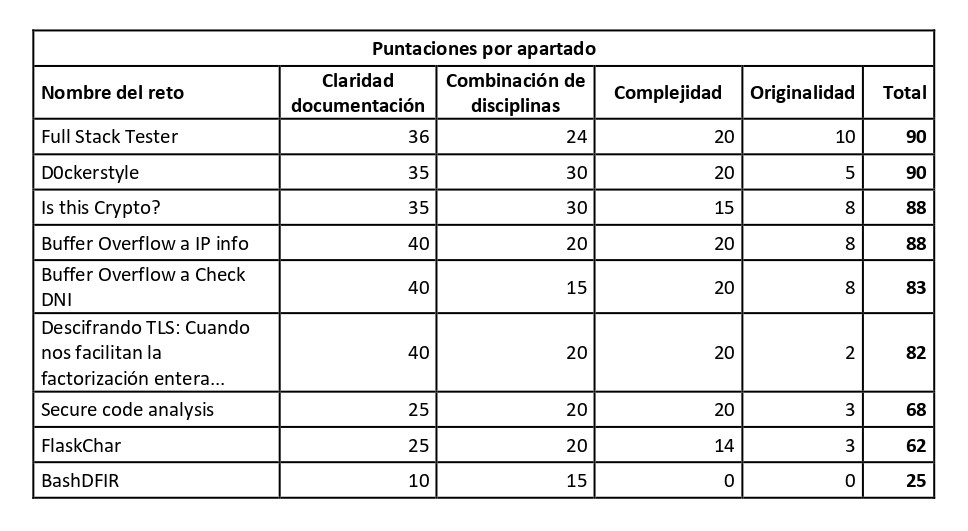 Puntaciones por apartado
Nombre del reto Claridad documentación Combinación de disciplinas Complejidad Originalidad Total
Full Stack Tester 36 24 20 10 90
D0ckerstyle 35 30 20 5 90
Is this Crypto? 35 30 15 8 88
Buffer Overflow a IP info 40 20 20 8 88
Buffer Overflow a Check
DNI 40 15 20 8 83
Descifrando TLS: Cuando
nos facilitan la
factorización entera... 40 20 20 2 82
Secure code analysis 25 20 20 3 68
FlaskChar 25 20 14 3 62
BashDFIR 10 15 0 0 25